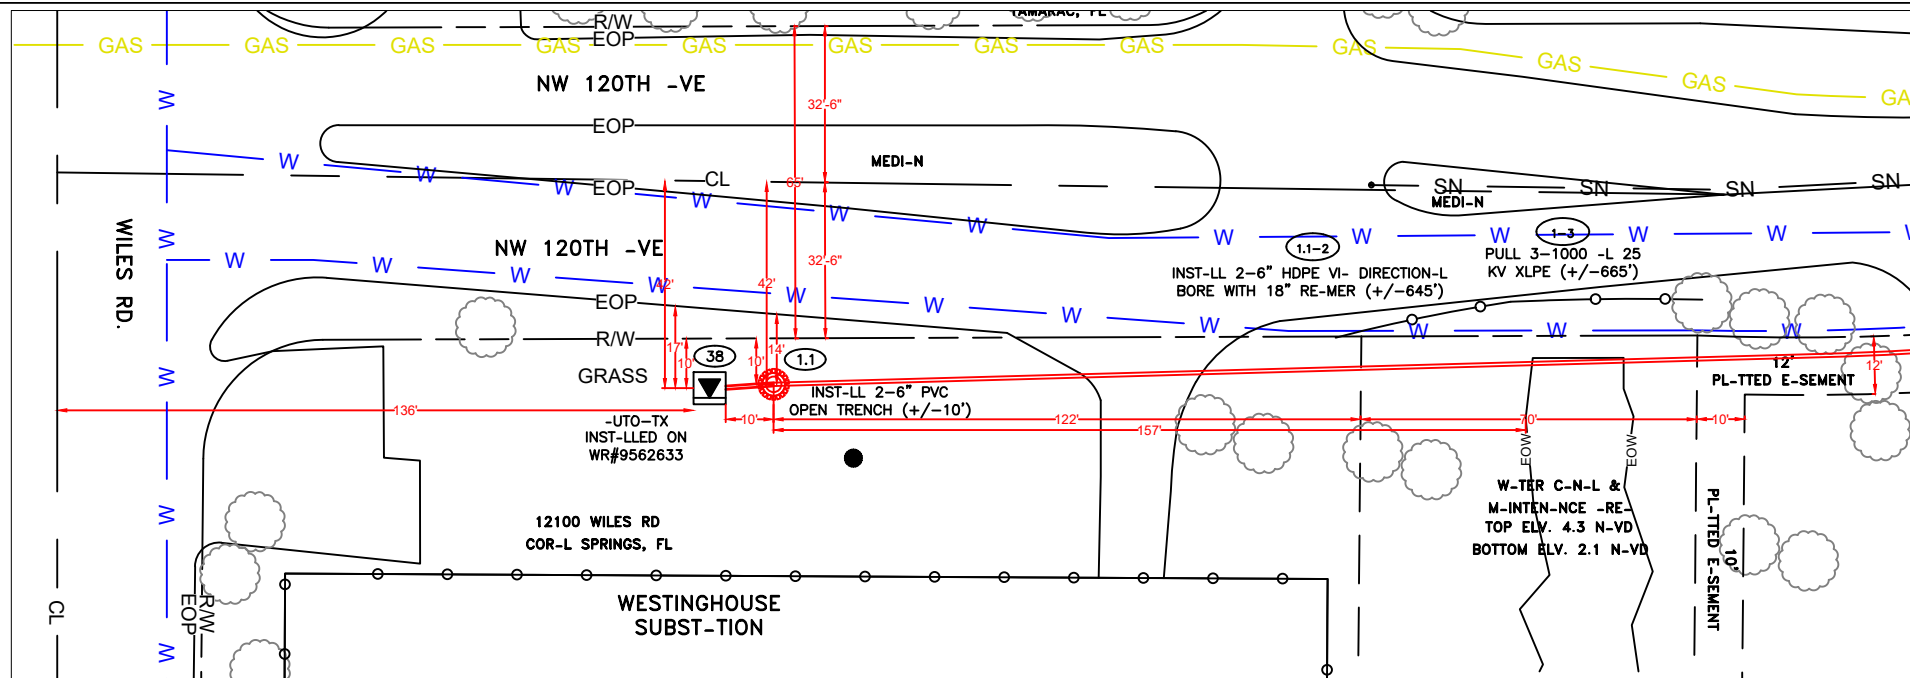 TAMARAC, FL
R/W
EOP
GAS GAS GAS GAS GAS GAS GAS GAS GAS GAS GAS
NW 120TH -VE
32'-6"
W
EOP
MEDI-N
W W W W W W W
EOP
CL
65'
SN SN SN SN
MEDI-N
WILES RD.
W
NW 120TH -VE
32'-6"
42'
42'
W W W W W W W W W W W
W W W W W W
1.1-2
INST-LL 2-6" HDPE VI- DIRECTION-L
BORE WITH 18" RE-MER (+/-645')
1-3
PULL 3-1000 -L 25
KV XLPE (+/-665')
EOP
R/W
17'
10'
10'
14'
38
1.1
GRASS
W
INST-LL 2-6" PVC
OPEN TRENCH (+/-10')
12'
PL-TTED E-SEMENT
12'
136'
10'
122'
157'
70'
10'
-UTO-TX
INST-LLED ON
WR#9562633
EOW
EOW
W-TER C-N-L &
M-INTEN-NCE -RE-
TOP ELV. 4.3 N-VD
BOTTOM ELV. 2.1 N-VD
10'
PL-TTED E-SEMENT
W
12100 WILES RD
COR-L SPRINGS, FL
WESTINGHOUSE
SUBST-TION
CL
EOP
R/W
W